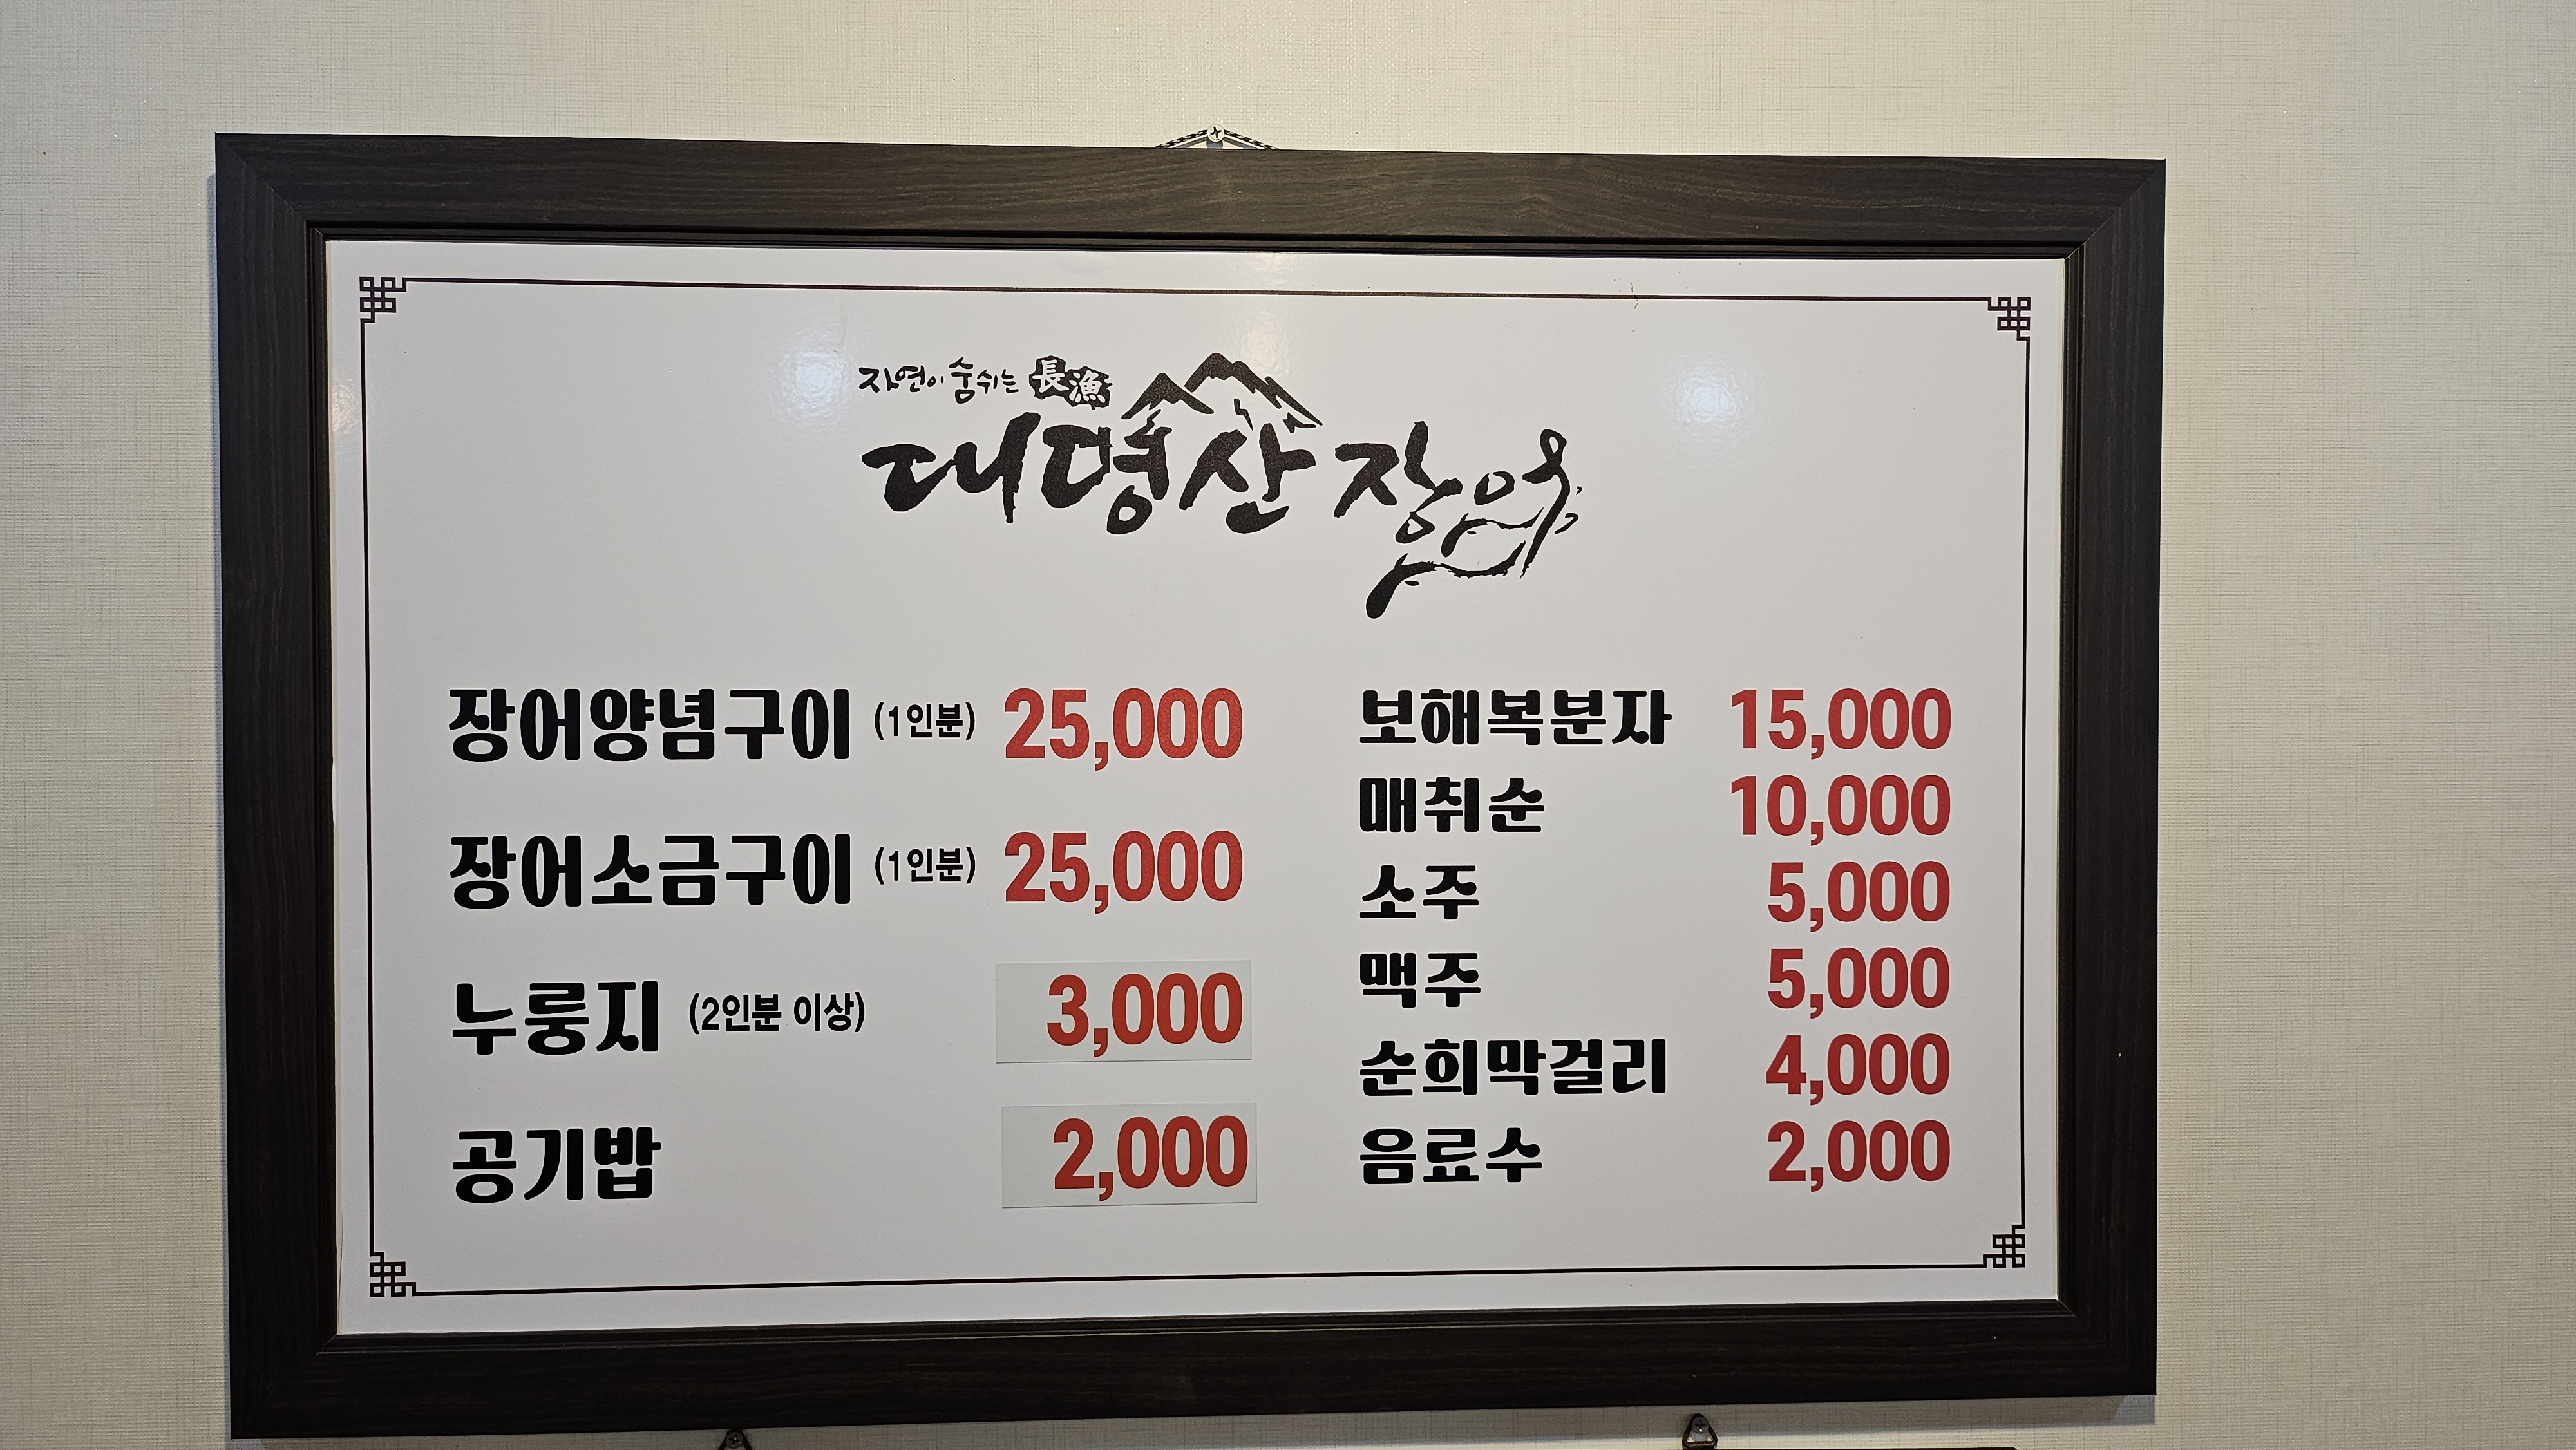 자연이 숨쉬는 長漁
대명산 장어
장어양념구이 (1인분) 25,000
장어소금구이 (1인분) 25,000
누룽지 (2인분 이상) 3,000
공기밥 2,000
보해복분자 15,000
매취순 10,000
소주 5,000
맥주 5,000
순희막걸리 4,000
음료수 2,000